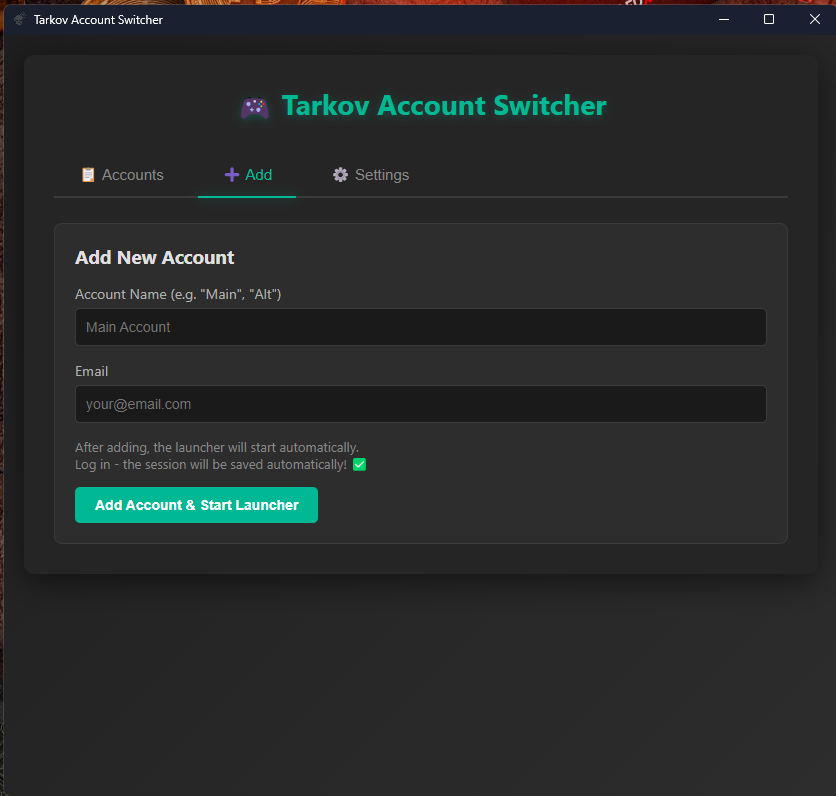 Tarkov Account Switcher
Tarkov Account Switcher
Accounts
Add
Settings
Add New Account
Account Name (e.g. "Main", "Alt")
Main Account
Email
your@email.com
After adding, the launcher will start automatically.
Log in - the session will be saved automatically!
Add Account & Start Launcher